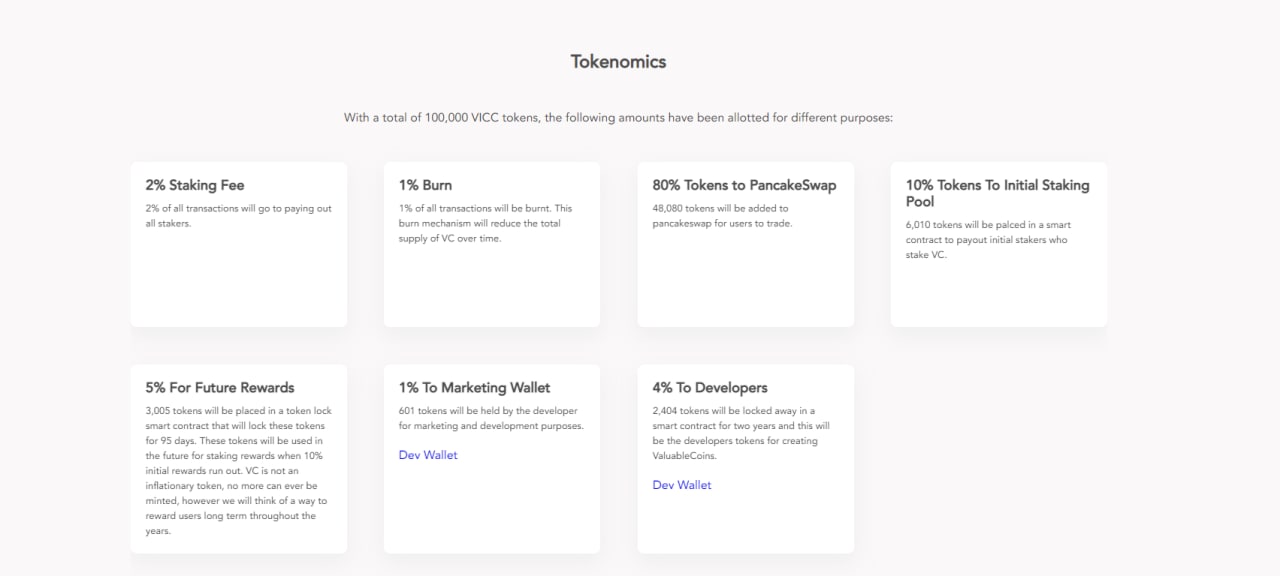 Tokenomics
With a total of 100,000 VICC tokens, the following amounts have been allotted for different purposes:
2% Staking Fee
2% of all transactions will go to paying out
all stakers.
1% Burn
1% of all transactions will be burnt. This
burn mechanism will reduce the total
supply of VC over time.
80% Tokens to PancakeSwap
48,080 tokens will be added to
pancakeswap for users to trade.
10% Tokens To Initial Staking
Pool
6,010 tokens will be palced in a smart
contract to payout initial stakers who
stake VC.
5% For Future Rewards
3,005 tokens will be placed in a token lock
smart contract that will lock these tokens
for 95 days. These tokens will be used in
the future for staking rewards when 10%
initial rewards run out. VC is not an
inflationary token, no more can ever be
minted, however we will think of a way to
reward users long term throughout the
years.
1% To Marketing Wallet
601 tokens will be held by the developer
for marketing and development purposes.
Dev Wallet
4% To Developers
2,404 tokens will be locked away in a
smart contract for two years and this will
be the developers tokens for creating
ValuableCoins.
Dev Wallet